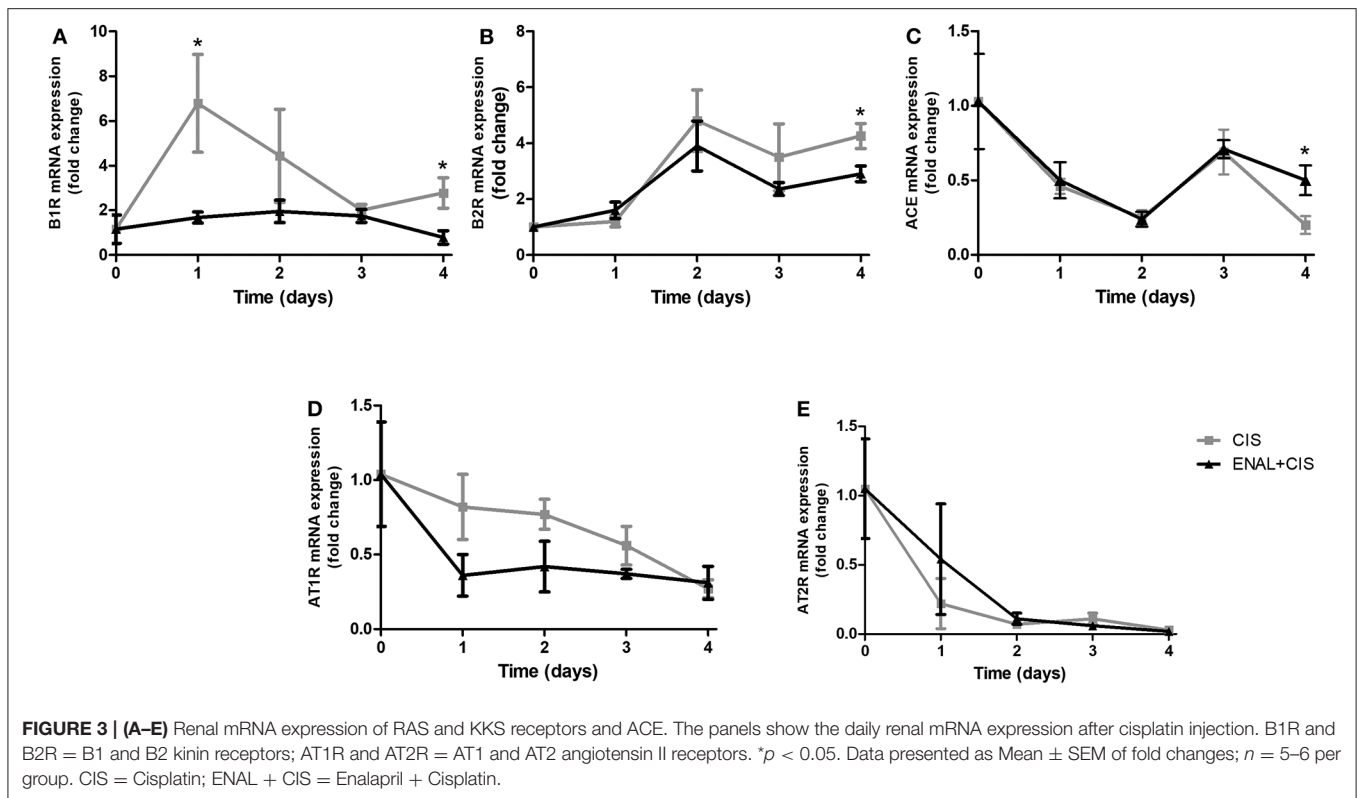 A
B1R mRNA expression
(fold change)
10
8
6
4
2
0
*
*
0 1 2 3 4
Time (days)
B
B2R mRNA expression
(fold change)
8
6
4
2
0
*
0 1 2 3 4
Time (days)
C
ACE mRNA expression
(fold change)
1.5
1.0
0.5
0.0
*
0 1 2 3 4
Time (days)
D
AT1R mRNA expression
(fold change)
1.5
1.0
0.5
0.0
0 1 2 3 4
Time (days)
E
AT2R mRNA expression
(fold change)
1.5
1.0
0.5
0.0
0 1 2 3 4
Time (days)
CIS
ENAL+CIS
FIGURE 3 | (A–E) Renal mRNA expression of RAS and KKS receptors and ACE. The panels show the daily renal mRNA expression after cisplatin injection. B1R and
B2R = B1 and B2 kinin receptors; AT1R and AT2R = AT1 and AT2 angiotensin II receptors. *p < 0.05. Data presented as Mean ± SEM of fold changes; n = 5–6 per
group. CIS = Cisplatin; ENAL + CIS = Enalapril + Cisplatin.